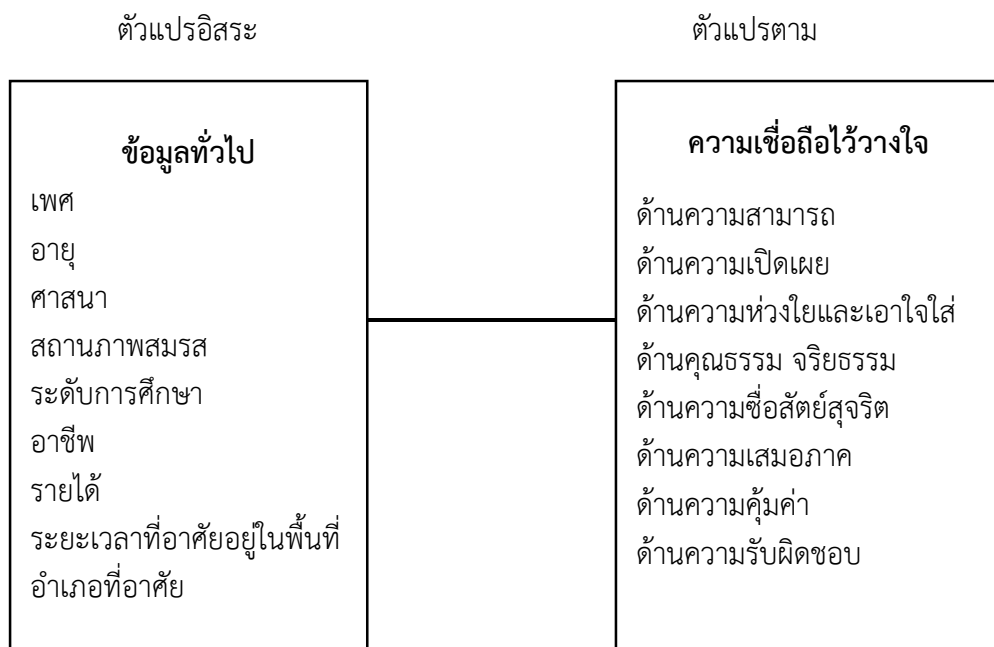 ตัวแปรอิสระ
ตัวแปรตาม
ข้อมูลทั่วไป
เพศ
อายุ
ศาสนา
สถานภาพสมรส
ระดับการศึกษา
อาชีพ
รายได้
ระยะเวลาที่อาศัยอยู่ในพื้นที่
อำเภอที่อาศัย
ความเชื่อถือไว้วางใจ
ด้านความสามารถ
ด้านความเปิดเผย
ด้านความห่วงใยและเอาใจใส่
ด้านคุณธรรม จริยธรรม
ด้านความซื่อสัตย์สุจริต
ด้านความเสมอภาค
ด้านความคุ้มค่า
ด้านความรับผิดชอบ